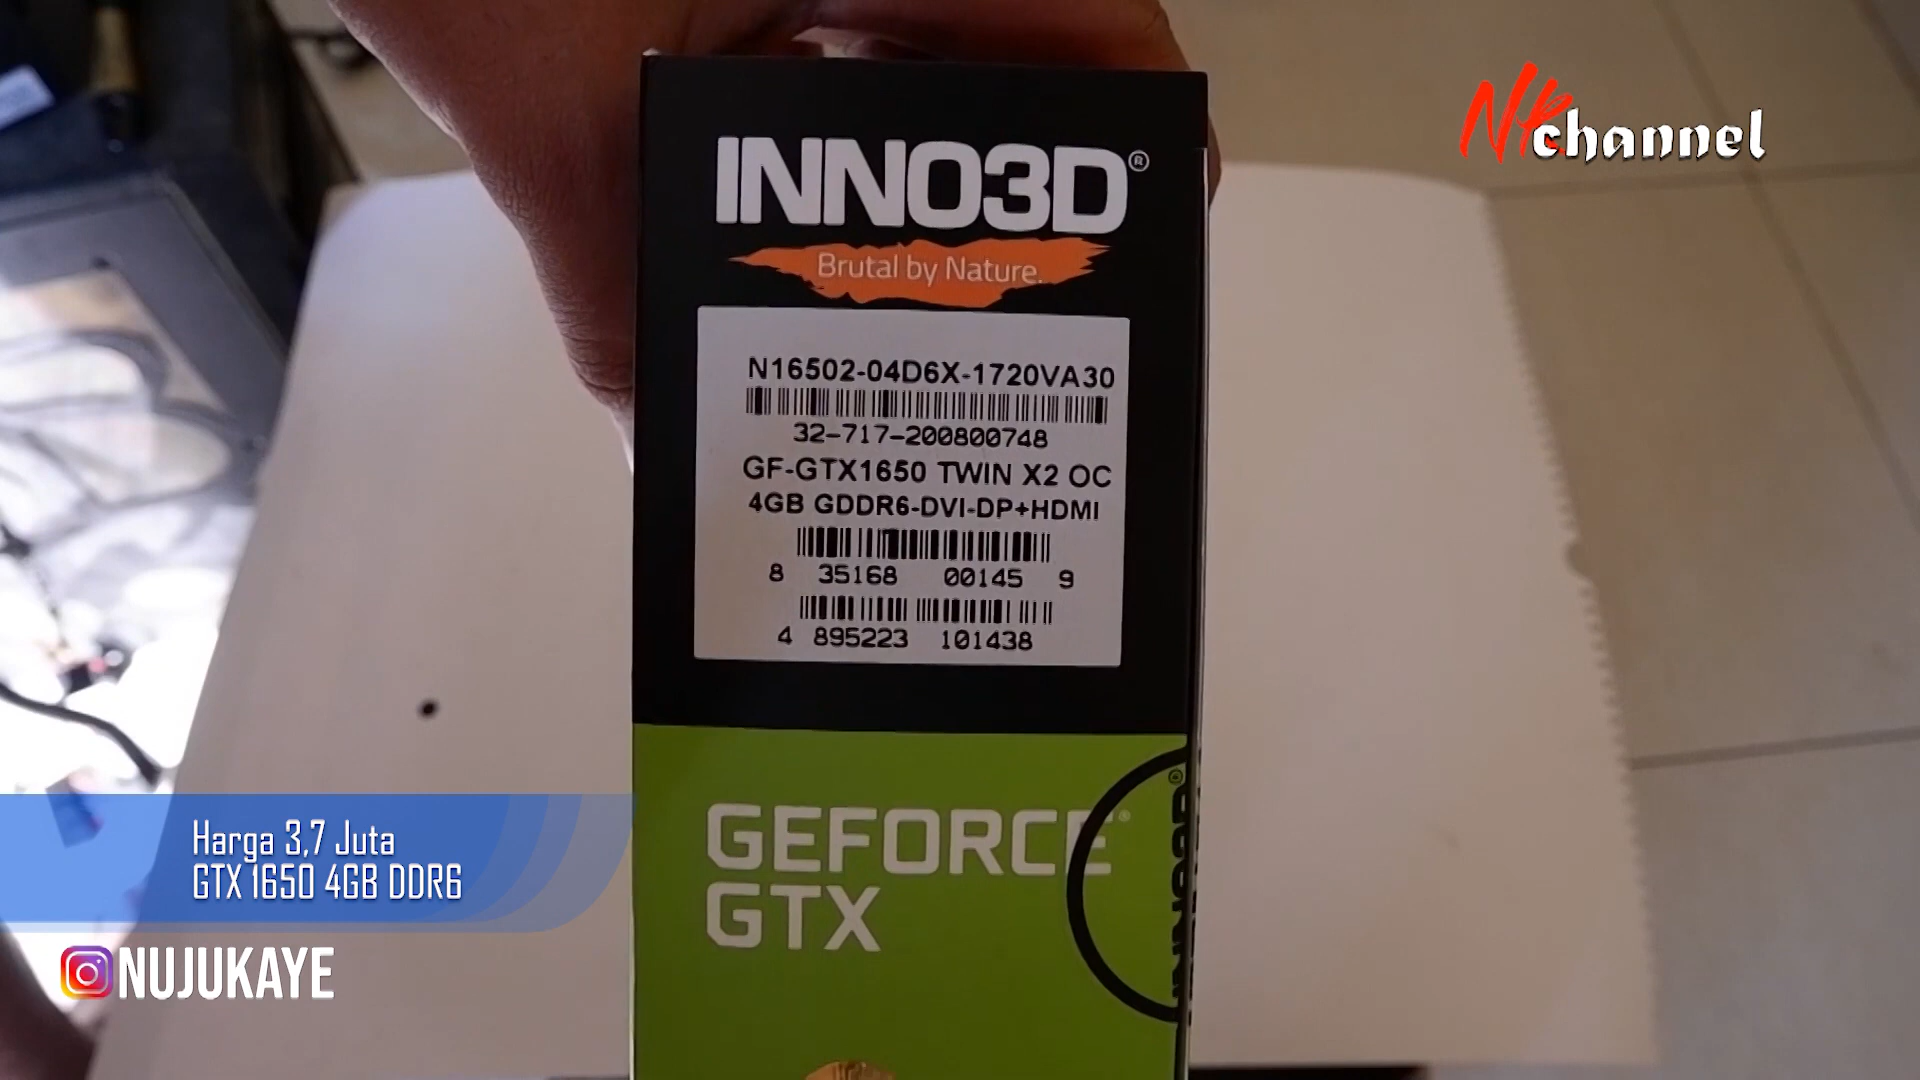 NK channel
INNO3D®
Brutal by Nature.
N16502-04D6X-1720VA30
32-717-200800748
GF-GTX1650 TWIN X2 OC
4GB GDDR6-DVI-DP+HDMI
8 35168 00145 9
4 895223 101438
GEFORCE®
GTX
INNO3D®
Harga 3,7 Juta
GTX 1650 4GB DDR6
NUJUKAYE